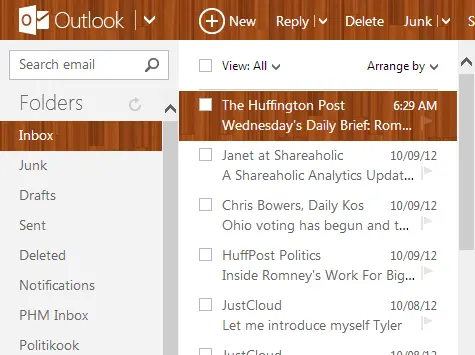 Outlook
New Reply Delete Junk S
Search email
View: All Arrange by
Folders
Inbox
Junk
Drafts
Sent
Deleted
Notifications
PHM Inbox
Politikook
The Huffington Post 6:29 AM
Wednesday's Daily Brief: Rom...
Janet at Shareaholic 10/09/12
A Shareaholic Analytics Updat...
Chris Bowers, Daily Kos 10/09/12
Ohio voting has begun and t...
HuffPost Politics 10/09/12
Inside Romney's Work For Big...
JustCloud 10/08/12
Let me introduce myself Tyler
JustCloud 10/08/12